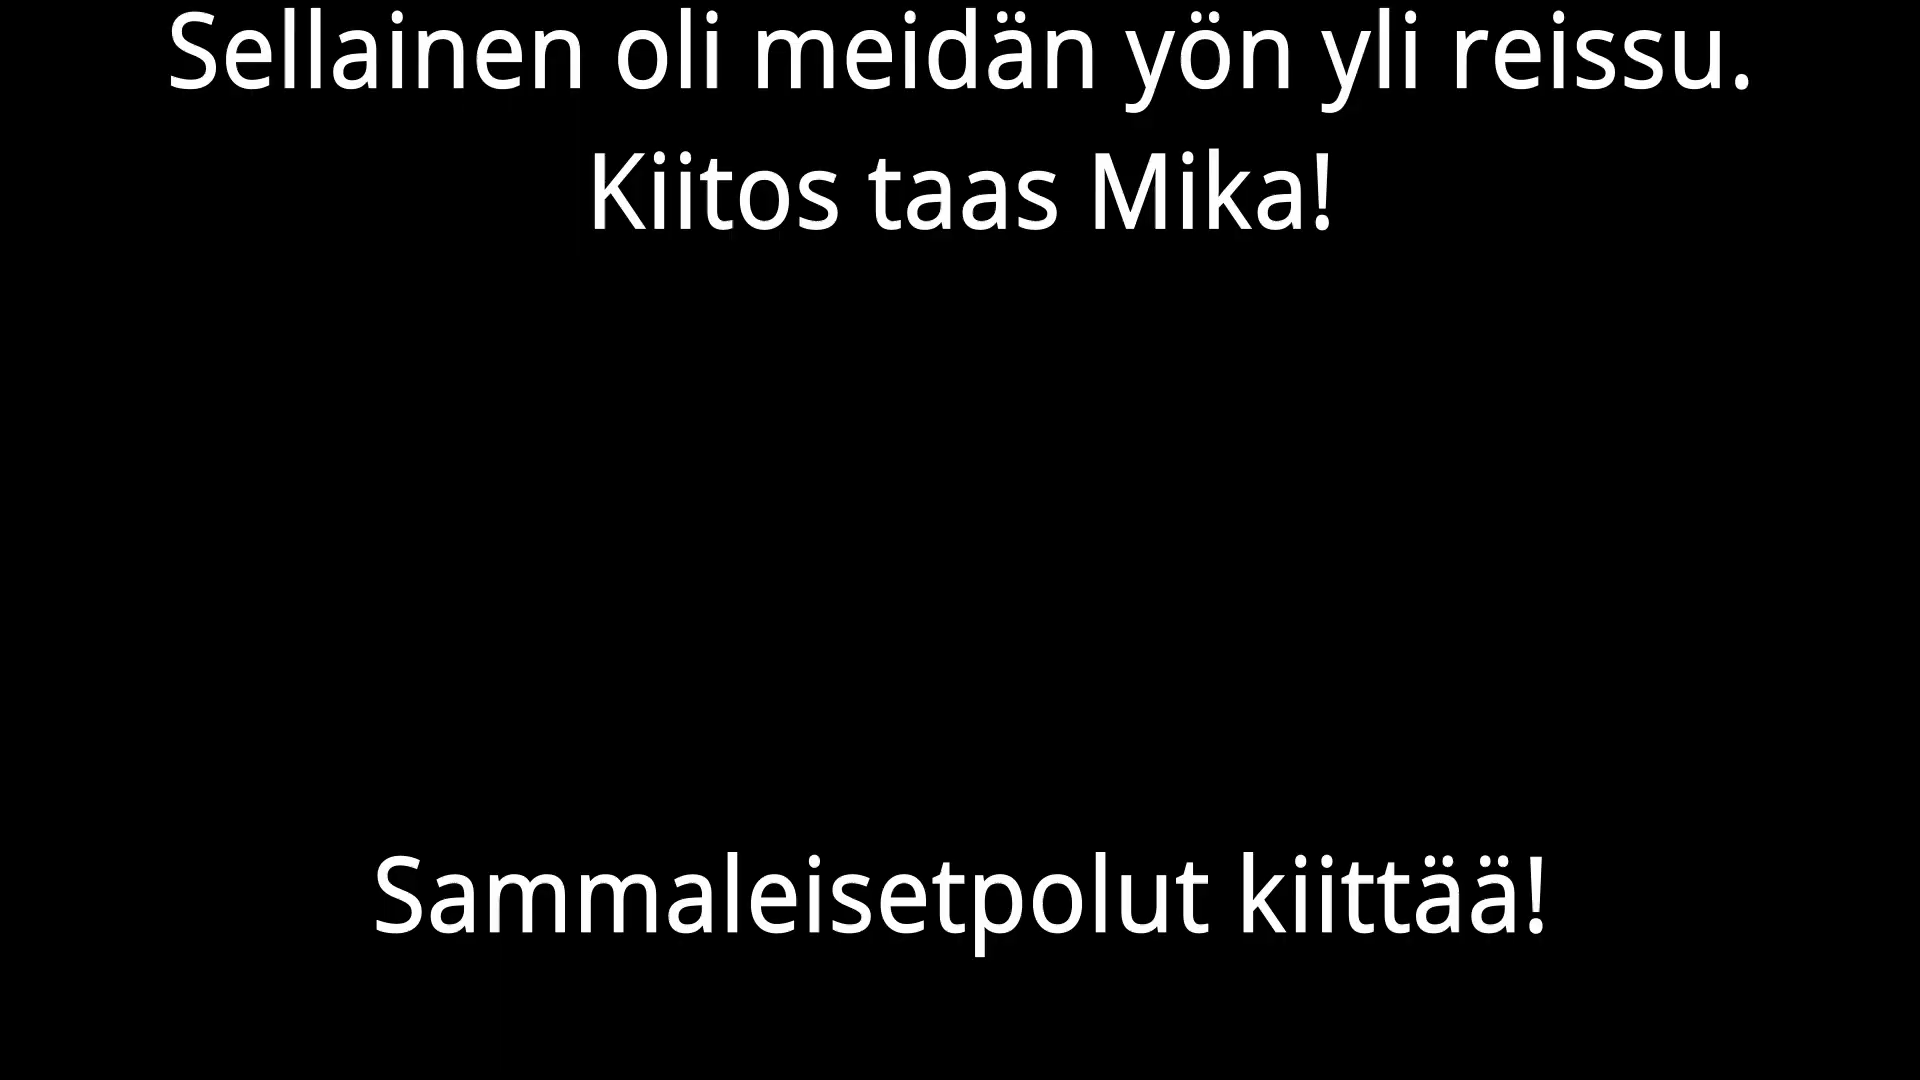 Sellainen oli meidän yön yli reissu.
Kiitos taas Mika!
Sammaleisetpolut kiittää!